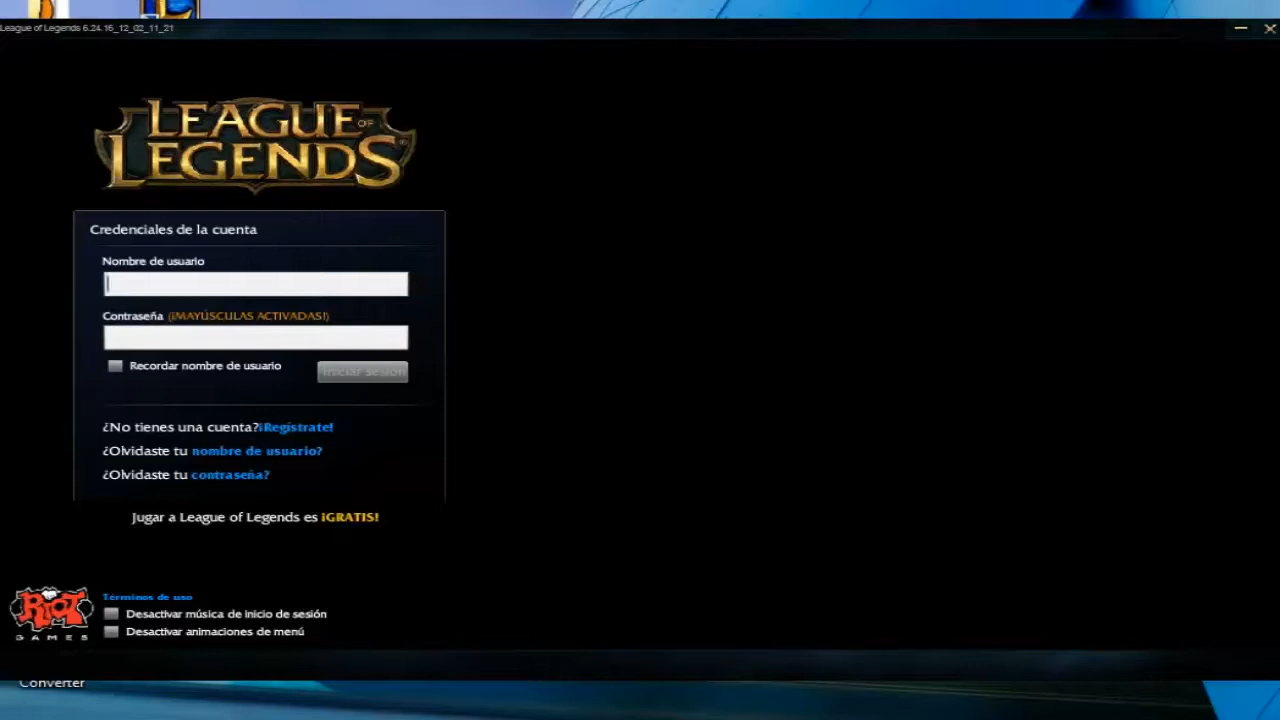 League of Legends 6.24.16_12_02_11_21
LEAGUE OF
LEGENDS
Credenciales de la cuenta
Nombre de usuario
Contraseña (¡MAYÚSCULAS ACTIVADAS!)
Recordar nombre de usuario
Iniciar sesión
¿No tienes una cuenta?¡Regístrate!
¿Olvidaste tu nombre de usuario?
¿Olvidaste tu contraseña?
Jugar a League of Legends es ¡GRATIS!
RIOT
GAMES
Términos de uso
Desactivar música de inicio de sesión
Desactivar animaciones de menú
Converter